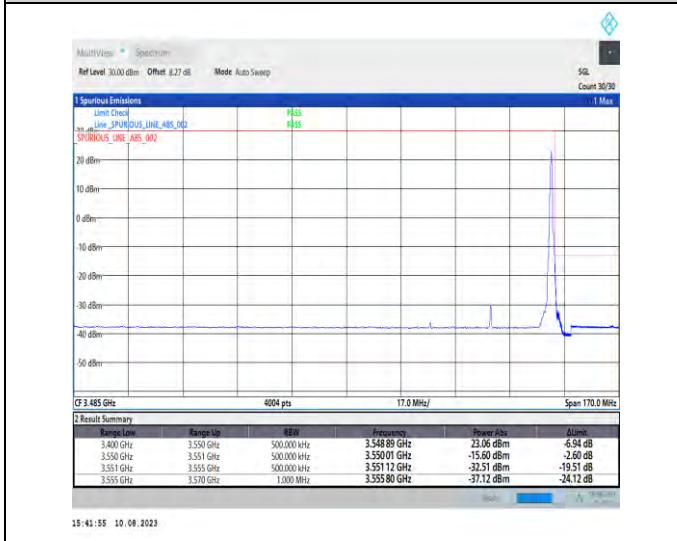 MultiView Spectrum
Ref Level 30.00 dBm Offset 8.27 dB Mode Auto Sweep SGL
Count 30/30
1 Spurious Emissions 1 Max
Limit Check PASS
Line _SPURIOUS_LINE_ABS_002 PASS
_SPURIOUS_LINE_ABS_002
20 dBm
10 dBm
0 dBm
-10 dBm
-20 dBm
-30 dBm
-40 dBm
-50 dBm
CF 3.485 GHz 4004 pts 17.0 MHz/ Span 170.0 MHz
2 Result Summary
Range Low Range Up RBW Frequency Power Abs ΔLimit
3.400 GHz 3.550 GHz 500.000 kHz 3.548 89 GHz 23.06 dBm -6.94 dB
3.550 GHz 3.551 GHz 500.000 kHz 3.550 01 GHz -15.60 dBm -2.60 dB
3.551 GHz 3.555 GHz 500.000 kHz 3.551 12 GHz -32.51 dBm -19.51 dB
3.555 GHz 3.570 GHz 1.000 MHz 3.555 80 GHz -37.12 dBm -24.12 dB
15:41:55 10.08.2023